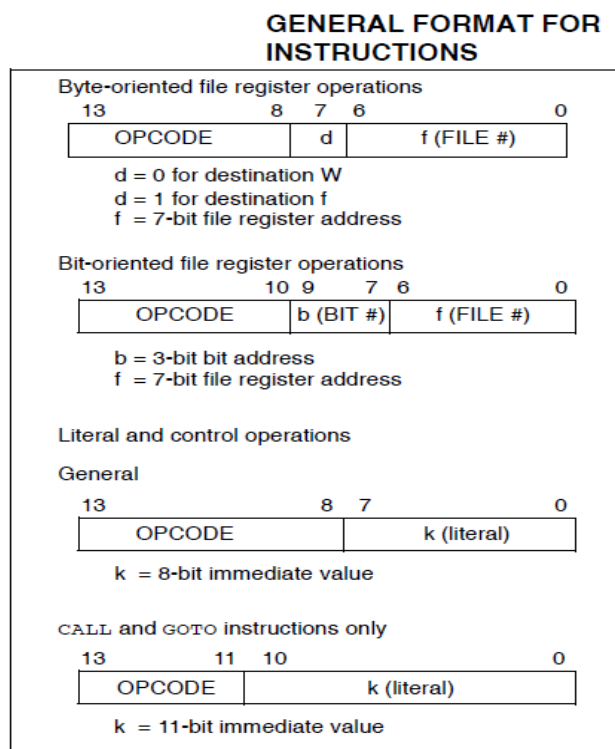 GENERAL FORMAT FOR
INSTRUCTIONS
Byte-oriented file register operations
13 8 7 6 0
OPCODE d f (FILE #)
d = 0 for destination W
d = 1 for destination f
f = 7-bit file register address
Bit-oriented file register operations
13 10 9 7 6 0
OPCODE b (BIT #) f (FILE #)
b = 3-bit bit address
f = 7-bit file register address
Literal and control operations
General
13 8 7 0
OPCODE k (literal)
k = 8-bit immediate value
CALL and GOTO instructions only
13 11 10 0
OPCODE k (literal)
k = 11-bit immediate value